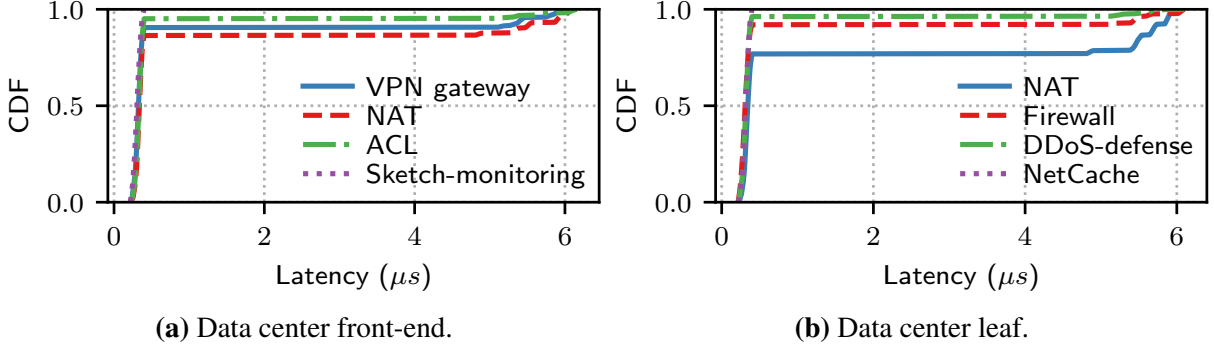 1.0
0.5
0.0
CDF
VPN gateway
NAT
ACL
Sketch-monitoring
0 2 4 6
Latency (μs)
(a) Data center front-end.
1.0
0.5
0.0
CDF
NAT
Firewall
DDoS-defense
NetCache
0 2 4 6
Latency (μs)
(b) Data center leaf.